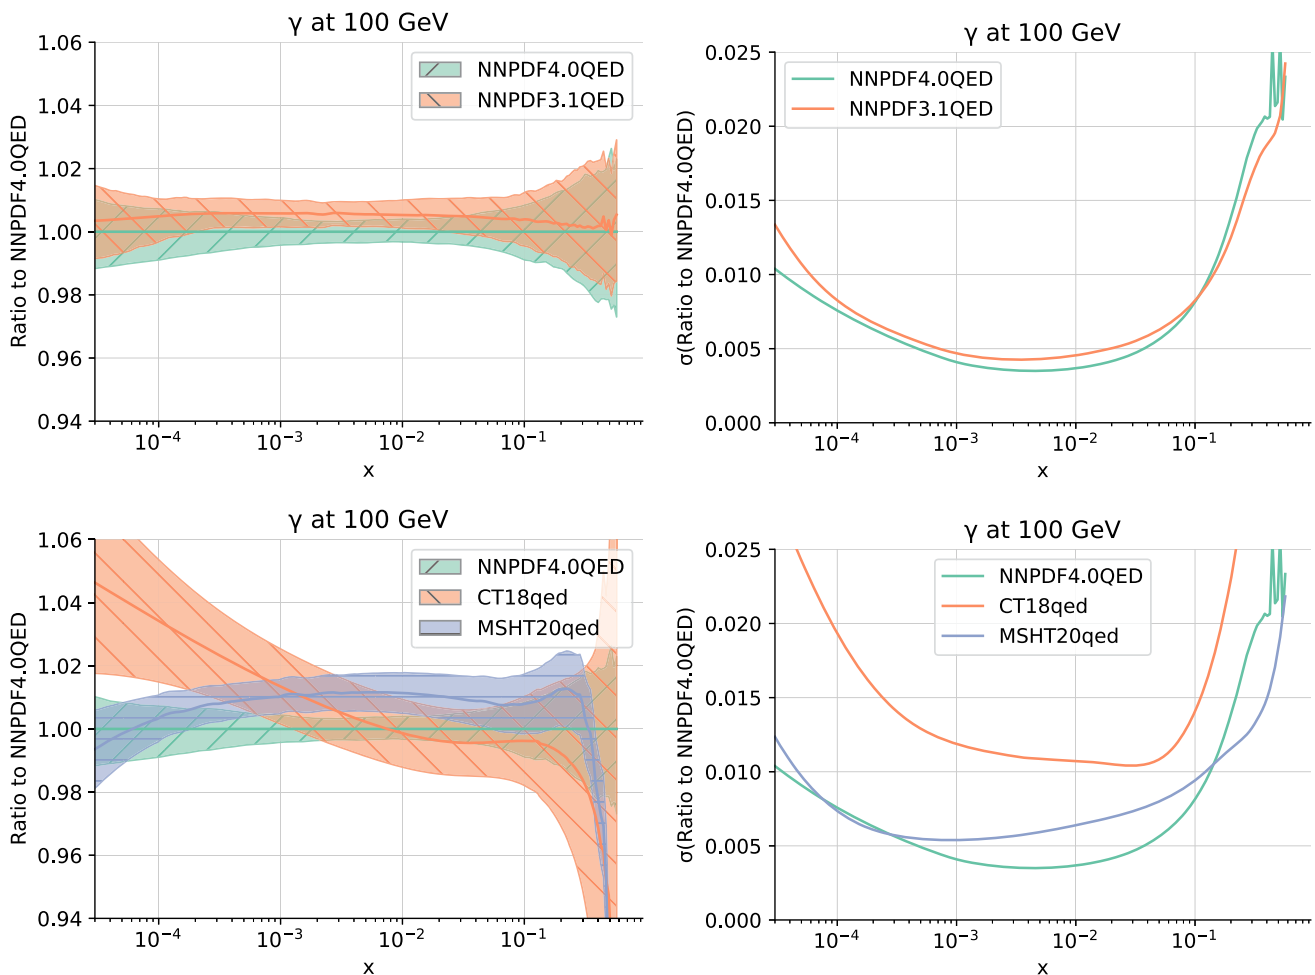 γ at 100 GeV
Ratio to NNPDF4.0QED
1.06
1.04
1.02
1.00
0.98
0.96
0.94
NNPDF4.0QED
NNPDF3.1QED
10⁻⁴
10⁻³
10⁻²
10⁻¹
x
γ at 100 GeV
σ(Ratio to NNPDF4.0QED)
0.025
0.020
0.015
0.010
0.005
0.000
NNPDF4.0QED
NNPDF3.1QED
10⁻⁴
10⁻³
10⁻²
10⁻¹
x
γ at 100 GeV
Ratio to NNPDF4.0QED
1.06
1.04
1.02
1.00
0.98
0.96
0.94
NNPDF4.0QED
CT18qed
MSHT20qed
10⁻⁴
10⁻³
10⁻²
10⁻¹
x
γ at 100 GeV
σ(Ratio to NNPDF4.0QED)
0.025
0.020
0.015
0.010
0.005
0.000
NNPDF4.0QED
CT18qed
MSHT20qed
10⁻⁴
10⁻³
10⁻²
10⁻¹
x